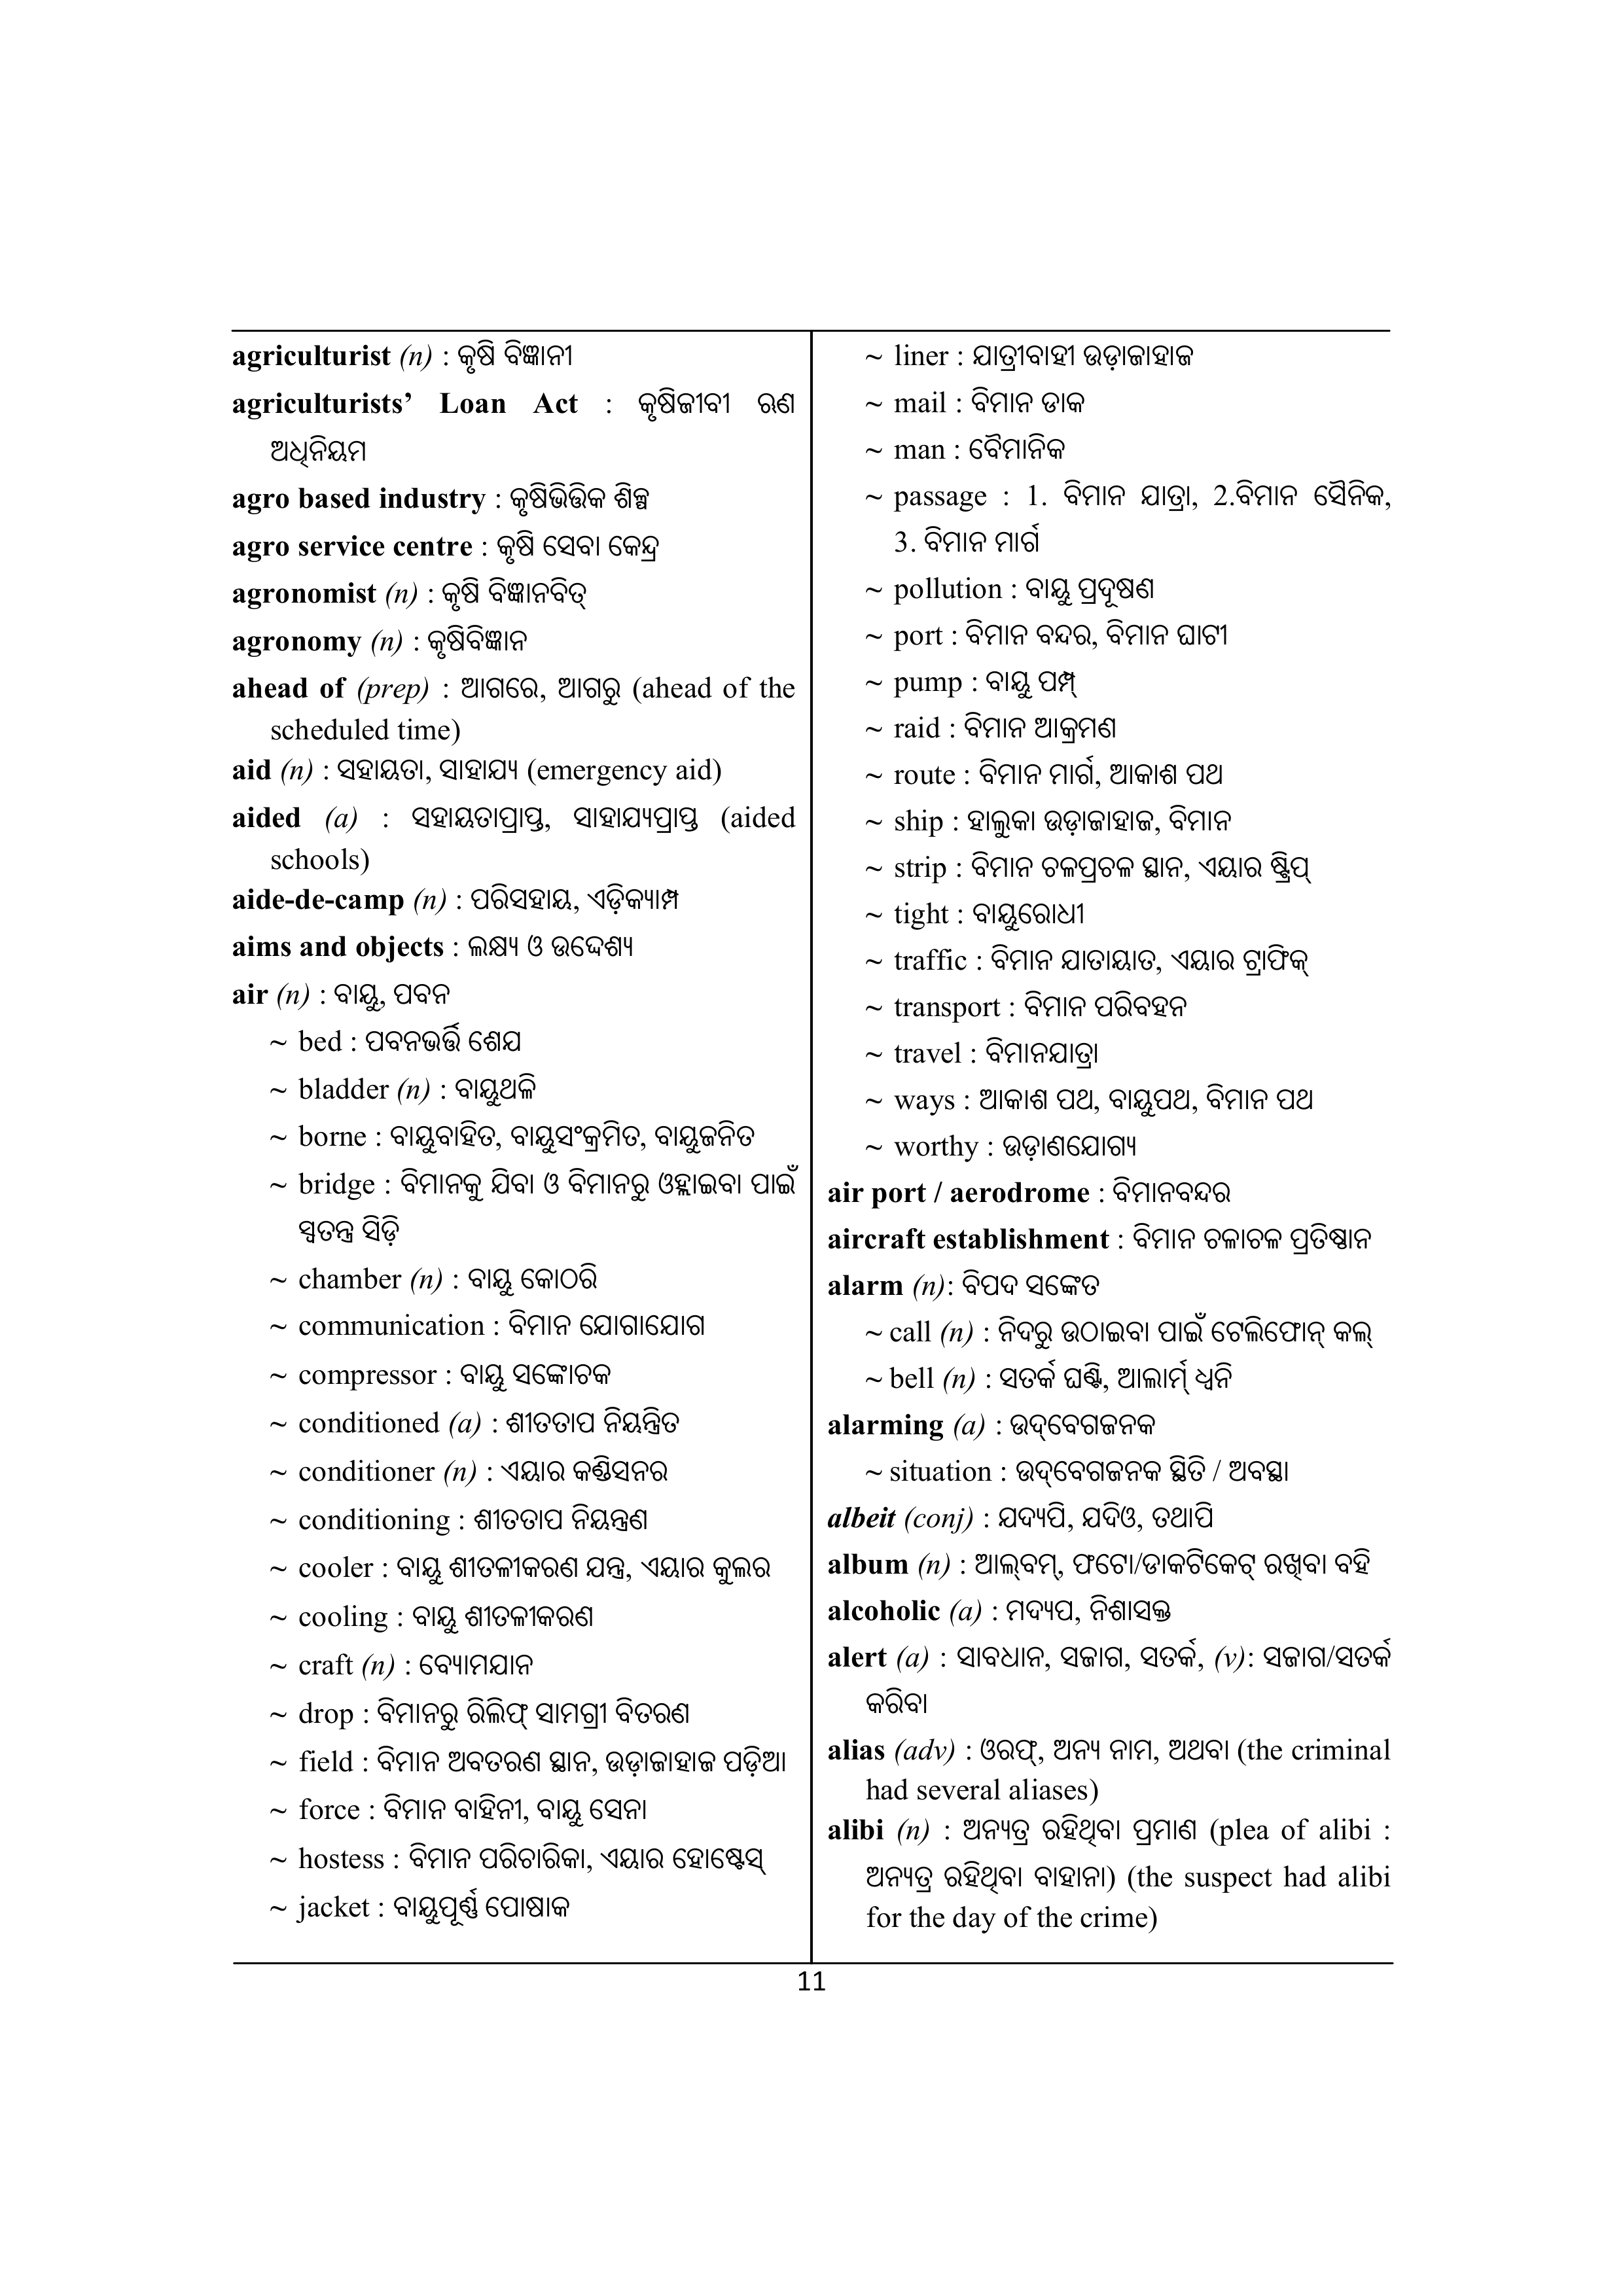 agriculturist (n) : କୃଷି ବିଜ୍ଞାନୀ
agriculturists’ Loan Act : କୃଷିଜୀବୀ ଋଣ
ଅଧିନିୟମ
agro based industry : କୃଷିଭିତ୍ତିକ ଶିଳ୍ପ
agro service centre : କୃଷି ସେବା କେନ୍ଦ୍ର
agronomist (n) : କୃଷି ବିଜ୍ଞାନବିତ୍
agronomy (n) : କୃଷିବିଜ୍ଞାନ
ahead of (prep) : ଆଗରେ, ଆଗରୁ (ahead of the
scheduled time)
aid (n) : ସହାୟତା, ସାହାଯ୍ୟ (emergency aid)
aided (a) : ସହାୟତାପ୍ରାପ୍ତ, ସାହାଯ୍ୟପ୍ରାପ୍ତ (aided
schools)
aide-de-camp (n) : ପରିସହାୟ, ଏଡ଼ିକ୍ୟାମ୍ପ
aims and objects : ଲକ୍ଷ୍ୟ ଓ ଉଦ୍ଦେଶ୍ୟ
air (n) : ବାୟୁ, ପବନ
~ bed : ପବନଭର୍ତ୍ତି ଶେଯ
~ bladder (n) : ବାୟୁଥଳି
~ borne : ବାୟୁବାହିତ, ବାୟୁସଂକ୍ରମିତ, ବାୟୁଜନିତ
~ bridge : ବିମାନକୁ ଯିବା ଓ ବିମାନରୁ ଓହ୍ଲାଇବା ପାଇଁ
ସ୍ୱତନ୍ତ୍ର ସିଡ଼ି
~ chamber (n) : ବାୟୁ କୋଠରି
~ communication : ବିମାନ ଯୋଗାଯୋଗ
~ compressor : ବାୟୁ ସଙ୍କୋଚକ
~ conditioned (a) : ଶୀତତାପ ନିୟନ୍ତ୍ରିତ
~ conditioner (n) : ଏୟାର କଣ୍ଡିସନର
~ conditioning : ଶୀତତାପ ନିୟନ୍ତ୍ରଣ
~ cooler : ବାୟୁ ଶୀତଳୀକରଣ ଯନ୍ତ୍ର, ଏୟାର କୁଲର
~ cooling : ବାୟୁ ଶୀତଳୀକରଣ
~ craft (n) : ବ୍ୟୋମଯାନ
~ drop : ବିମାନରୁ ରିଲିଫ୍ ସାମଗ୍ରୀ ବିତରଣ
~ field : ବିମାନ ଅବତରଣ ସ୍ଥାନ, ଉଡ଼ାଜାହାଜ ପଡ଼ିଆ
~ force : ବିମାନ ବାହିନୀ, ବାୟୁ ସେନା
~ hostess : ବିମାନ ପରିଚାରିକା, ଏୟାର ହୋଷ୍ଟେସ୍
~ jacket : ବାୟୁପୂର୍ଣ୍ଣ ପୋଷାକ
~ liner : ଯାତ୍ରୀବାହୀ ଉଡ଼ାଜାହାଜ
~ mail : ବିମାନ ଡାକ
~ man : ବୈମାନିକ
~ passage : 1. ବିମାନ ଯାତ୍ରା, 2.ବିମାନ ସୈନିକ,
3. ବିମାନ ମାର୍ଗ
~ pollution : ବାୟୁ ପ୍ରଦୂଷଣ
~ port : ବିମାନ ବନ୍ଦର, ବିମାନ ଘାଟୀ
~ pump : ବାୟୁ ପମ୍ପ୍
~ raid : ବିମାନ ଆକ୍ରମଣ
~ route : ବିମାନ ମାର୍ଗ, ଆକାଶ ପଥ
~ ship : ହାଲୁକା ଉଡ଼ାଜାହାଜ, ବିମାନ
~ strip : ବିମାନ ଚଳପ୍ରଚଳ ସ୍ଥାନ, ଏୟାର ଷ୍ଟ୍ରିପ୍
~ tight : ବାୟୁରୋଧୀ
~ traffic : ବିମାନ ଯାତାୟାତ, ଏୟାର ଟ୍ରାଫିକ୍
~ transport : ବିମାନ ପରିବହନ
~ travel : ବିମାନଯାତ୍ରା
~ ways : ଆକାଶ ପଥ, ବାୟୁପଥ, ବିମାନ ପଥ
~ worthy : ଉଡ଼ାଣଯୋଗ୍ୟ
air port / aerodrome : ବିମାନବନ୍ଦର
aircraft establishment : ବିମାନ ଚଳାଚଳ ପ୍ରତିଷ୍ଠାନ
alarm (n): ବିପଦ ସଙ୍କେତ
~ call (n) : ନିଦରୁ ଉଠାଇବା ପାଇଁ ଟେଲିଫୋନ୍ କଲ୍
~ bell (n) : ସତର୍କ ଘଣ୍ଟି, ଆଲାର୍ମ୍ ଧ୍ୱନି
alarming (a) : ଉଦ୍‌ବେଗଜନକ
~ situation : ଉଦ୍‌ବେଗଜନକ ସ୍ଥିତି / ଅବସ୍ଥା
albeit (conj) : ଯଦ୍ୟପି, ଯଦିଓ, ତଥାପି
album (n) : ଆଲ୍‌ବମ୍, ଫଟୋ/ଡାକଟିକେଟ୍ ରଖିବା ବହି
alcoholic (a) : ମଦ୍ୟପ, ନିଶାସକ୍ତ
alert (a) : ସାବଧାନ, ସଜାଗ, ସତର୍କ, (v): ସଜାଗ/ସତର୍କ
କରିବା
alias (adv) : ଓରଫ୍, ଅନ୍ୟ ନାମ, ଅଥବା (the criminal
had several aliases)
alibi (n) : ଅନ୍ୟତ୍ର ରହିଥିବା ପ୍ରମାଣ (plea of alibi :
ଅନ୍ୟତ୍ର ରହିଥିବା ବାହାନା) (the suspect had alibi
for the day of the crime)
11